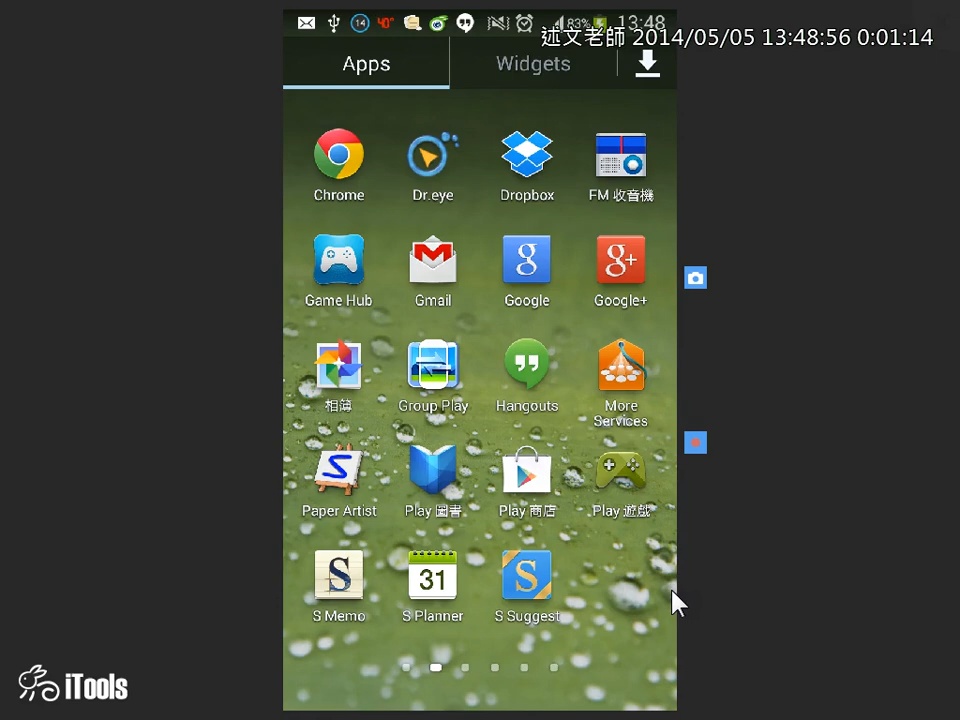 14 40° 83% 13:48
述文老師 2014/05/05 13:48:56 0:01:14
Apps Widgets
Chrome Dr.eye Dropbox FM 收音機
Game Hub Gmail Google Google+
相簿 Group Play Hangouts More Services
Paper Artist Play 圖書 Play 商店 Play 遊戲
31
S Memo S Planner S Suggest
iTools